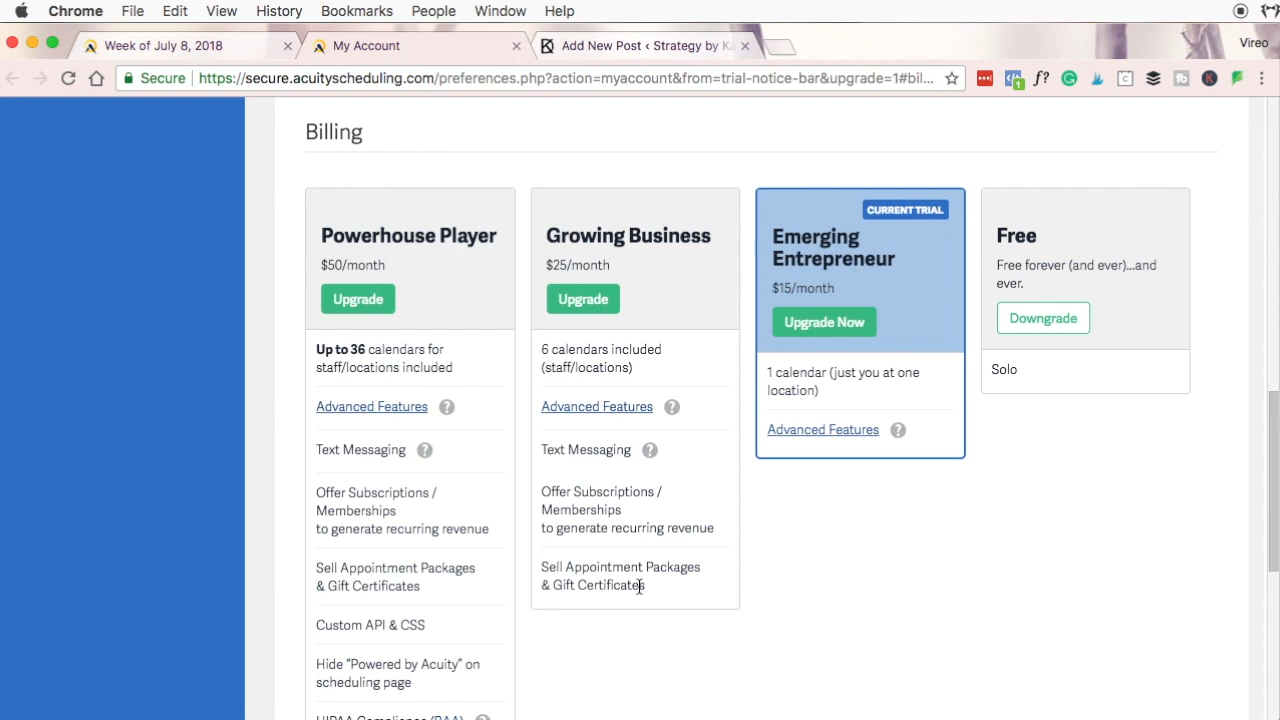 Chrome File Edit View History Bookmarks People Window Help
Week of July 8, 2018
My Account
Add New Post ‹ Strategy by Ka
Vireo
Secure https://secure.acuityscheduling.com/preferences.php?action=myaccount&from=trial-notice-bar&upgrade=1#bil...
Billing
Powerhouse Player
$50/month
Upgrade
Up to 36 calendars for
staff/locations included
Advanced Features ?
Text Messaging ?
Offer Subscriptions /
Memberships
to generate recurring revenue
Sell Appointment Packages
& Gift Certificates
Custom API & CSS
Hide “Powered by Acuity” on
scheduling page
HIPAA Compliance (BAA) ?
Growing Business
$25/month
Upgrade
6 calendars included
(staff/locations)
Advanced Features ?
Text Messaging ?
Offer Subscriptions /
Memberships
to generate recurring revenue
Sell Appointment Packages
& Gift Certificates
CURRENT TRIAL
Emerging
Entrepreneur
$15/month
Upgrade Now
1 calendar (just you at one
location)
Advanced Features ?
Free
Free forever (and ever)...and
ever.
Downgrade
Solo